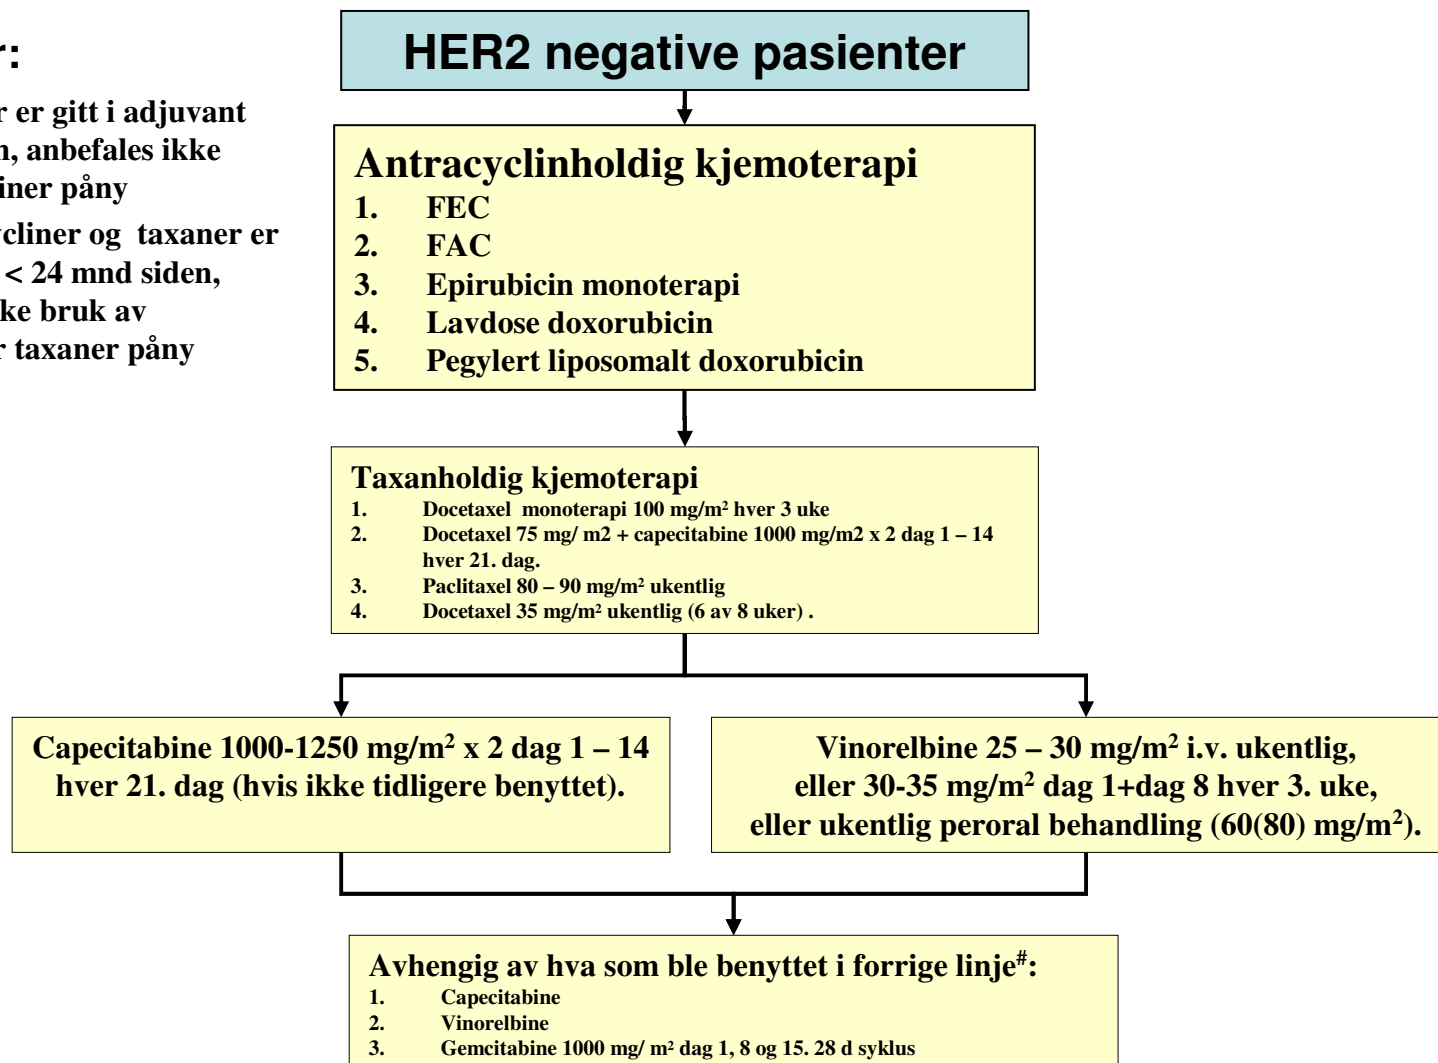 r:
r er gitt i adjuvant
n, anbefales ikke
iner påny
cliner og taxaner er
< 24 mnd siden,
ke bruk av
r taxaner påny
HER2 negative pasienter
Antracyclinholdig kjemoterapi
1. FEC
2. FAC
3. Epirubicin monoterapi
4. Lavdose doxorubicin
5. Pegylert liposomalt doxorubicin
Taxanholdig kjemoterapi
1. Docetaxel monoterapi 100 mg/m² hver 3 uke
2. Docetaxel 75 mg/ m2 + capecitabine 1000 mg/m2 x 2 dag 1 – 14
hver 21. dag.
3. Paclitaxel 80 – 90 mg/m² ukentlig
4. Docetaxel 35 mg/m² ukentlig (6 av 8 uker) .
Capecitabine 1000-1250 mg/m² x 2 dag 1 – 14
hver 21. dag (hvis ikke tidligere benyttet).
Vinorelbine 25 – 30 mg/m² i.v. ukentlig,
eller 30-35 mg/m² dag 1+dag 8 hver 3. uke,
eller ukentlig peroral behandling (60(80) mg/m²).
Avhengig av hva som ble benyttet i forrige linje#:
1. Capecitabine
2. Vinorelbine
3. Gemcitabine 1000 mg/ m² dag 1, 8 og 15. 28 d syklus